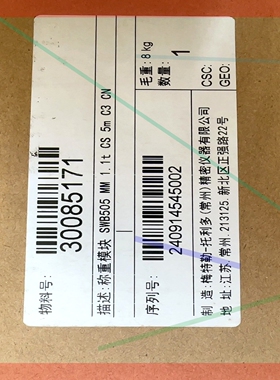 物料号:
30085171
描述: 称重模块 SWB505 MM 1.1t CS 5m C3 CN
序列号:
240914545002
毛重: 8 kg
数量: 1
CSC:
GEO:
制造: 梅特勒-托利多(常州)精密仪器有限公司
地址: 江苏.常州. 213125. 新北区正强路22号